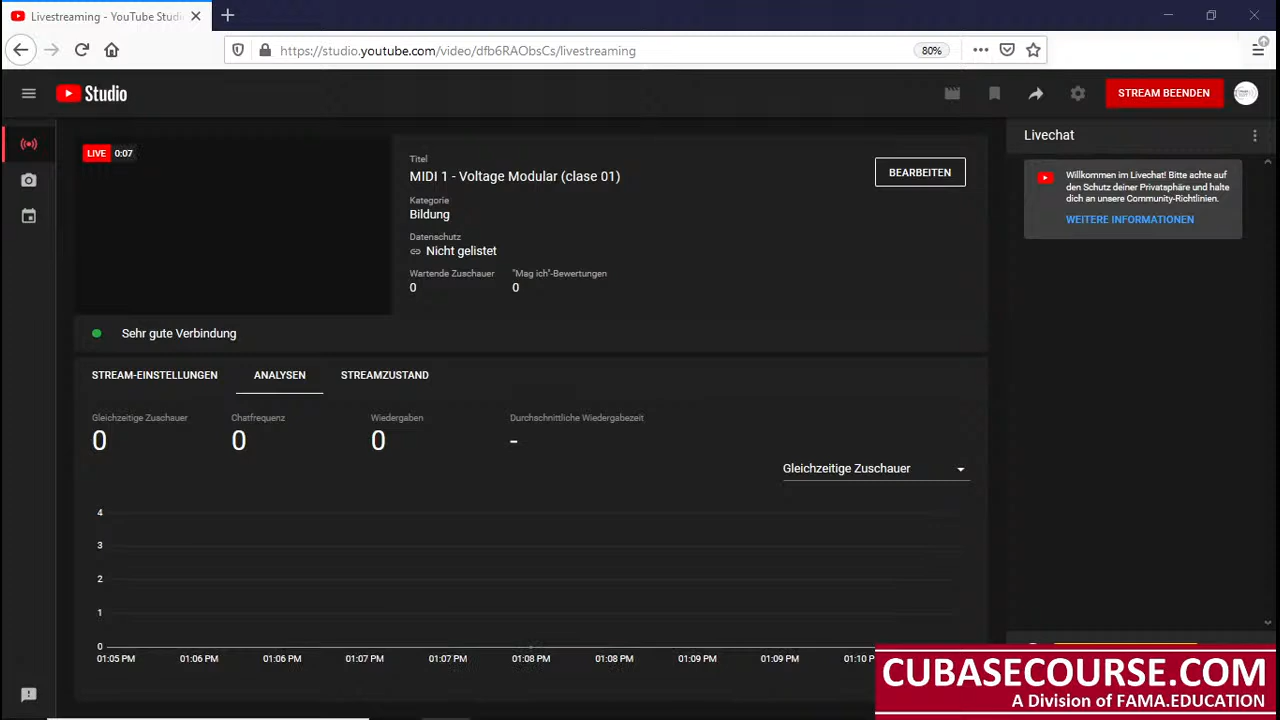 Livestreaming - YouTube Studi
https://studio.youtube.com/video/dfb6RAObsCs/livestreaming
80%
Studio
STREAM BEENDEN
LIVE 0:07
Titel
MIDI 1 - Voltage Modular (clase 01)
BEARBEITEN
Kategorie
Bildung
Datenschutz
Nicht gelistet
Wartende Zuschauer "Mag ich"-Bewertungen
0 0
Livechat
Willkommen im Livechat! Bitte achte auf
den Schutz deiner Privatsphäre und halte
dich an unsere Community-Richtlinien.
WEITERE INFORMATIONEN
Sehr gute Verbindung
STREAM-EINSTELLUNGEN ANALYSEN STREAMZUSTAND
Gleichzeitige Zuschauer Chatfrequenz Wiedergaben Durchschnittliche Wiedergabezeit
0 0 0 -
Gleichzeitige Zuschauer
4
3
2
1
0
01:05 PM 01:06 PM 01:06 PM 01:07 PM 01:07 PM 01:08 PM 01:08 PM 01:09 PM 01:09 PM 01:10 P
CUBASECOURSE.COM
A Division of FAMA.EDUCATION